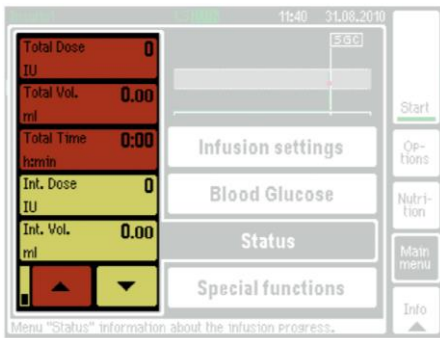 11:40 31.08.2010
Total Dose 0
IU
SGC
Total Vol. 0.00
ml
Start
Total Time 0:00
h:min
Infusion settings
Op-
tions
Int. Dose 0
IU
Blood Glucose
Nutri-
tion
Int. Vol. 0.00
ml
Status
Main
menu
Special functions
Info
Menu "Status" information about the infusion progress.